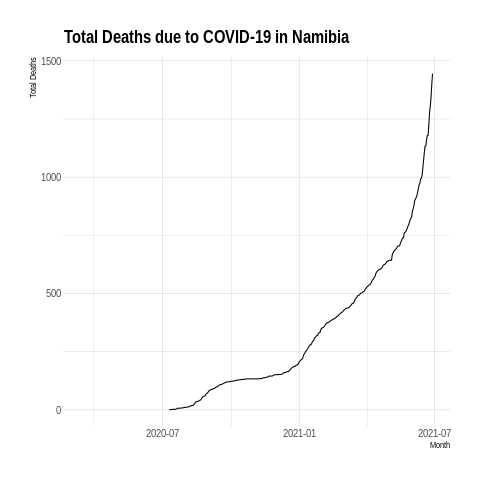 Total Deaths due to COVID-19 in Namibia
Total Deaths
1500
1000
500
0
2020-07
2021-01
2021-07
Month